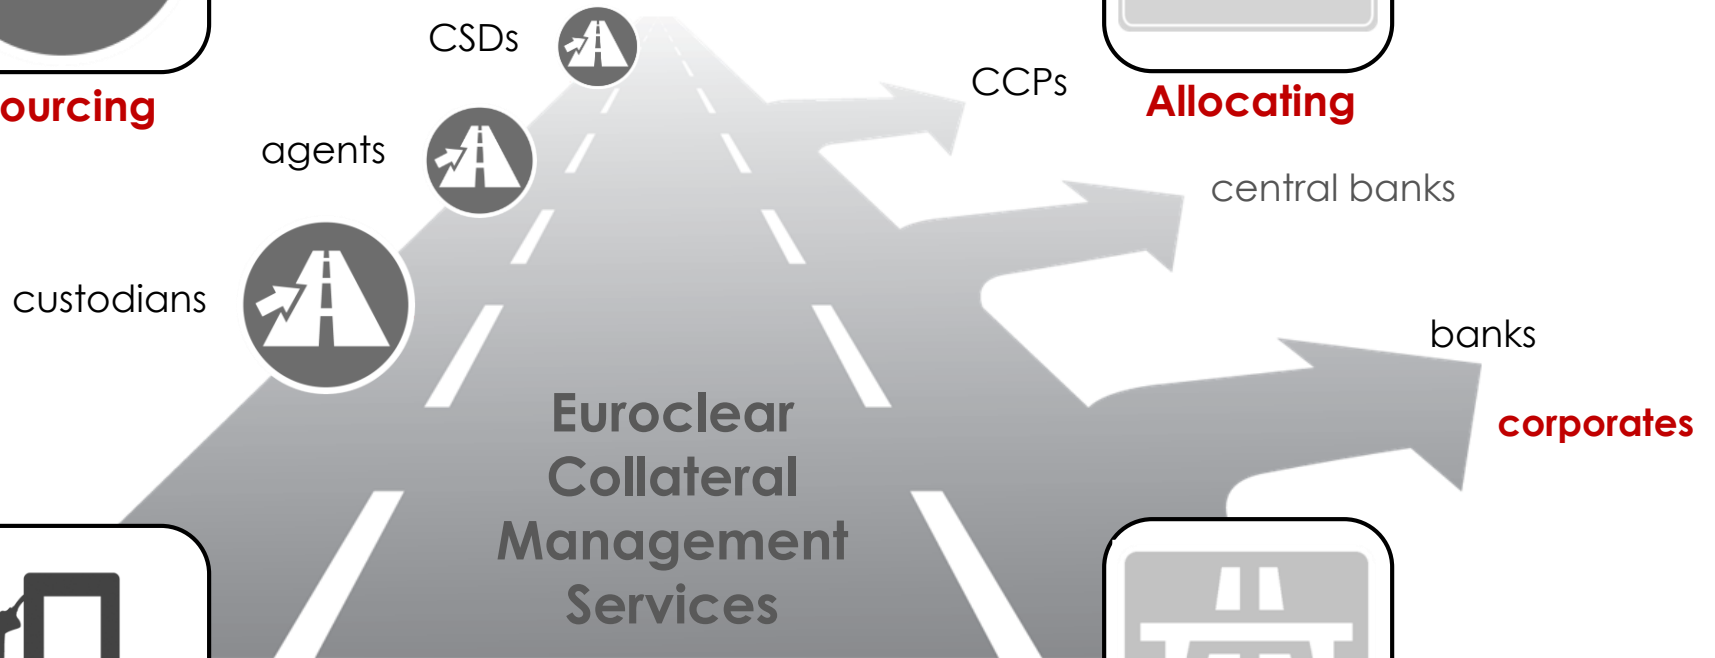 CSDs
CCPs
Allocating
ourcing
agents
central banks
custodians
banks
corporates
Euroclear
Collateral
Management
Services